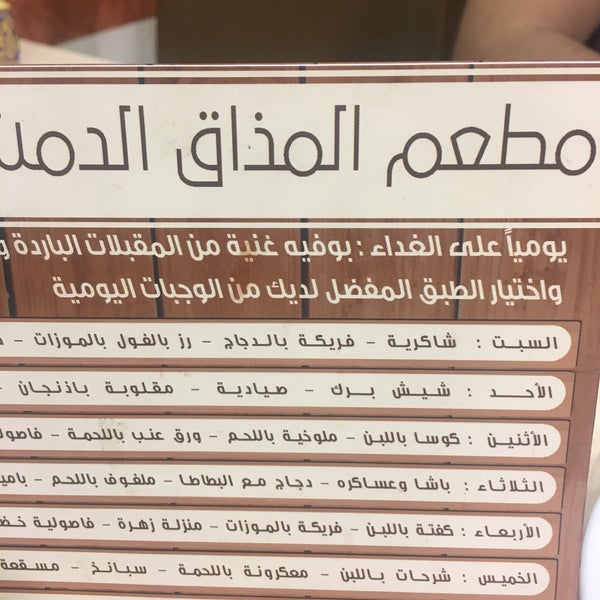 مطعم المذاق
يومياً على الغداء : بوفيه غنية من المقبلات الباردة
واختيار الطبق المفضل لديك من الوجبات اليومية
السبت : شاكرية - فريكة بالدجاج - رز بالفول بالموزات -
الأحد : شيش برك - صيادية - مقلوبة باذنجان -
الأثنين : كوسا باللبن - ملوخية باللحم - ورق عنب باللحمة -
الثلاثاء : باشا وعساكره - دجاج مع البطاطا - ملفوف باللحم -
الأربعاء : كفتة باللبن - فريكة بالموزات - منزلة زهرة - فاصولية
الخميس : شرحات باللبن - معكرونة باللحمة - سبانخ - مسقعة